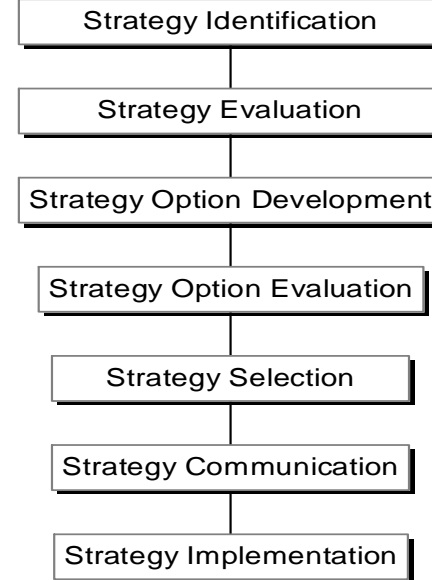 Strategy Identification
Strategy Evaluation
Strategy Option Development
Strategy Option Evaluation
Strategy Selection
Strategy Communication
Strategy Implementation